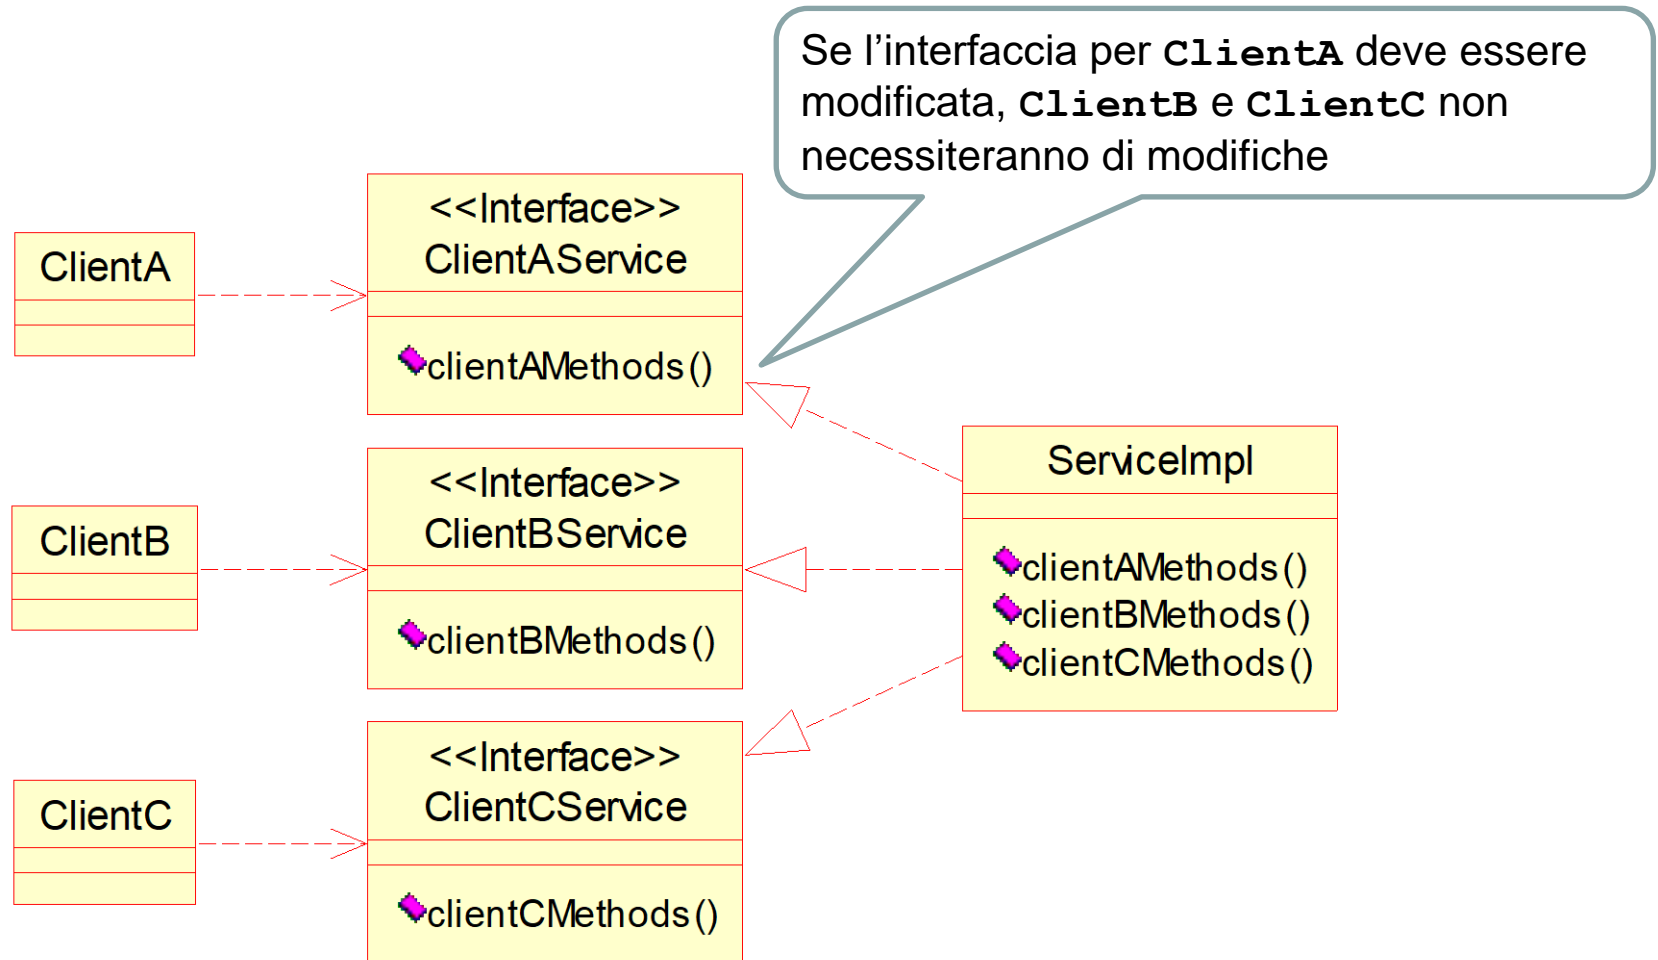 Se l’interfaccia per ClientA deve essere
modificata, ClientB e ClientC non
necessiteranno di modifiche
ClientA
<<Interface>>
ClientAService
clientAMethods()
ClientB
<<Interface>>
ClientBService
clientBMethods()
ClientC
<<Interface>>
ClientCService
clientCMethods()
ServiceImpl
clientAMethods()
clientBMethods()
clientCMethods()